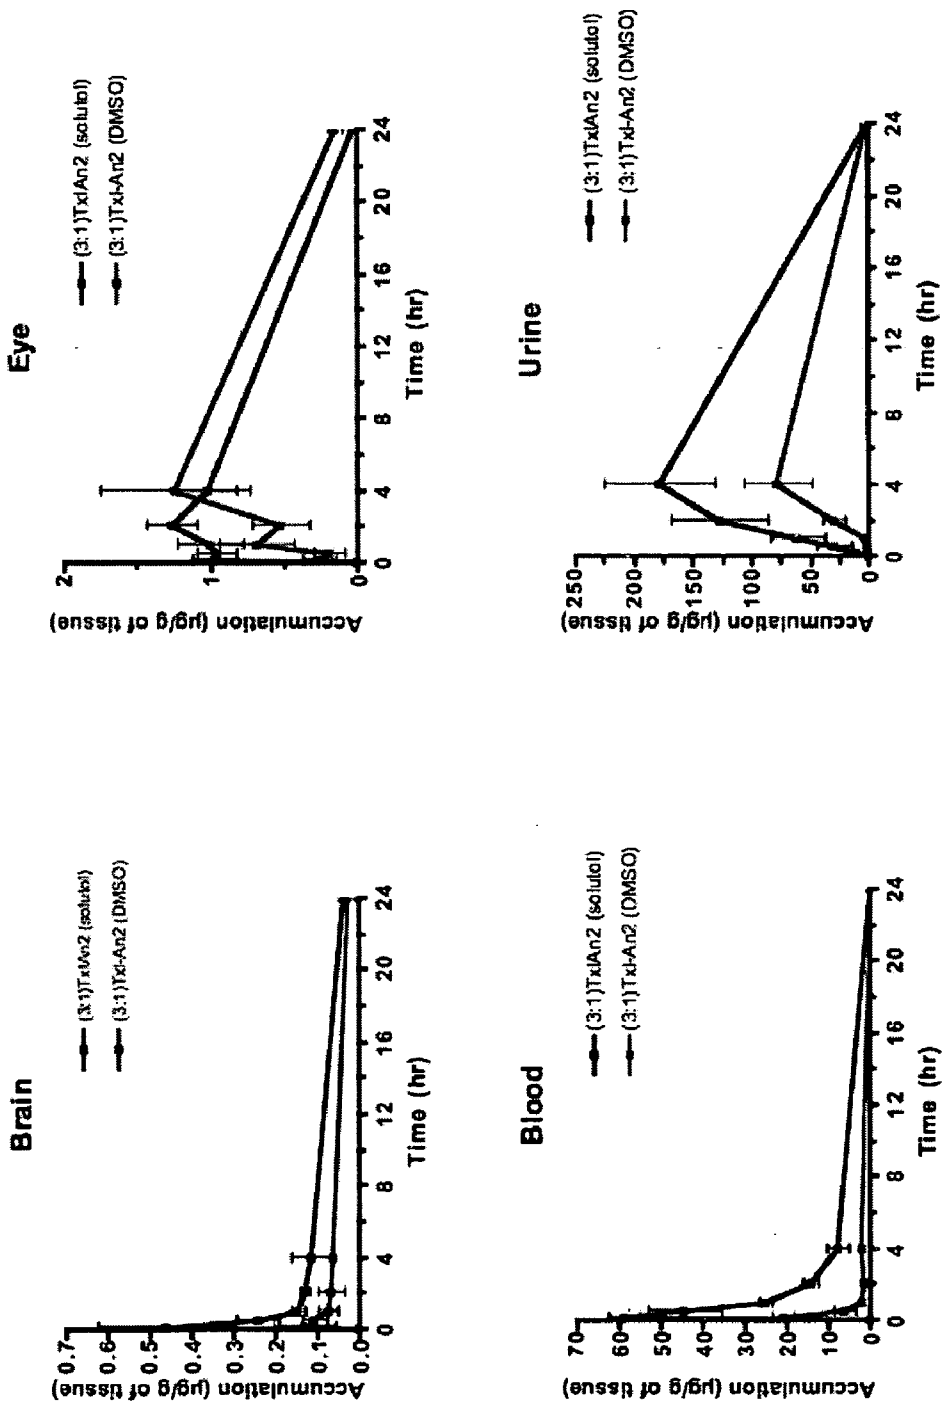 Brain
(3:1)TxlAn2 (solutol)
(3:1)Txl-An2 (DMSO)
Accumulation (µg/g of tissue)
0.7
0.6
0.5
0.4
0.3
0.2
0.1
0.0
0 4 8 12 16 20 24
Time (hr)
Eye
(3:1)TxlAn2 (solutol)
(3:1)Txl-An2 (DMSO)
Accumulation (µg/g of tissue)
2
1
0
0 4 8 12 16 20 24
Time (hr)
Blood
(3:1)TxlAn2 (solutol)
(3:1)Txl-An2 (DMSO)
Accumulation (µg/g of tissue)
70
60
50
40
30
20
10
0
0 4 8 12 16 20 24
Time (hr)
Urine
(3:1)TxlAn2 (solutol)
(3:1)Txl-An2 (DMSO)
Accumulation (µg/g of tissue)
250
200
150
100
50
0
0 4 8 12 16 20 24
Time (hr)